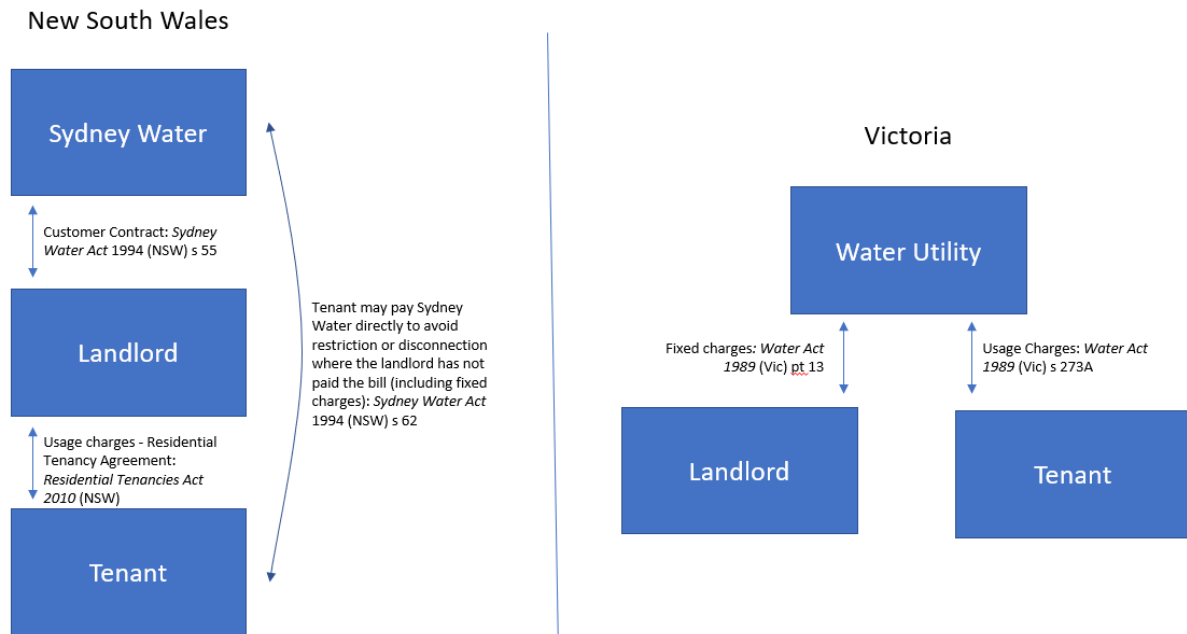 New South Wales
Sydney Water
Customer Contract: Sydney
Water Act 1994 (NSW) s 55
Landlord
Usage charges - Residential
Tenancy Agreement:
Residential Tenancies Act
2010 (NSW)
Tenant
Tenant may pay Sydney
Water directly to avoid
restriction or disconnection
where the landlord has not
paid the bill (including fixed
charges): Sydney Water Act
1994 (NSW) s 62
Victoria
Water Utility
Fixed charges: Water Act
1989 (Vic) pt 13
Usage Charges: Water Act
1989 (Vic) s 273A
Landlord
Tenant